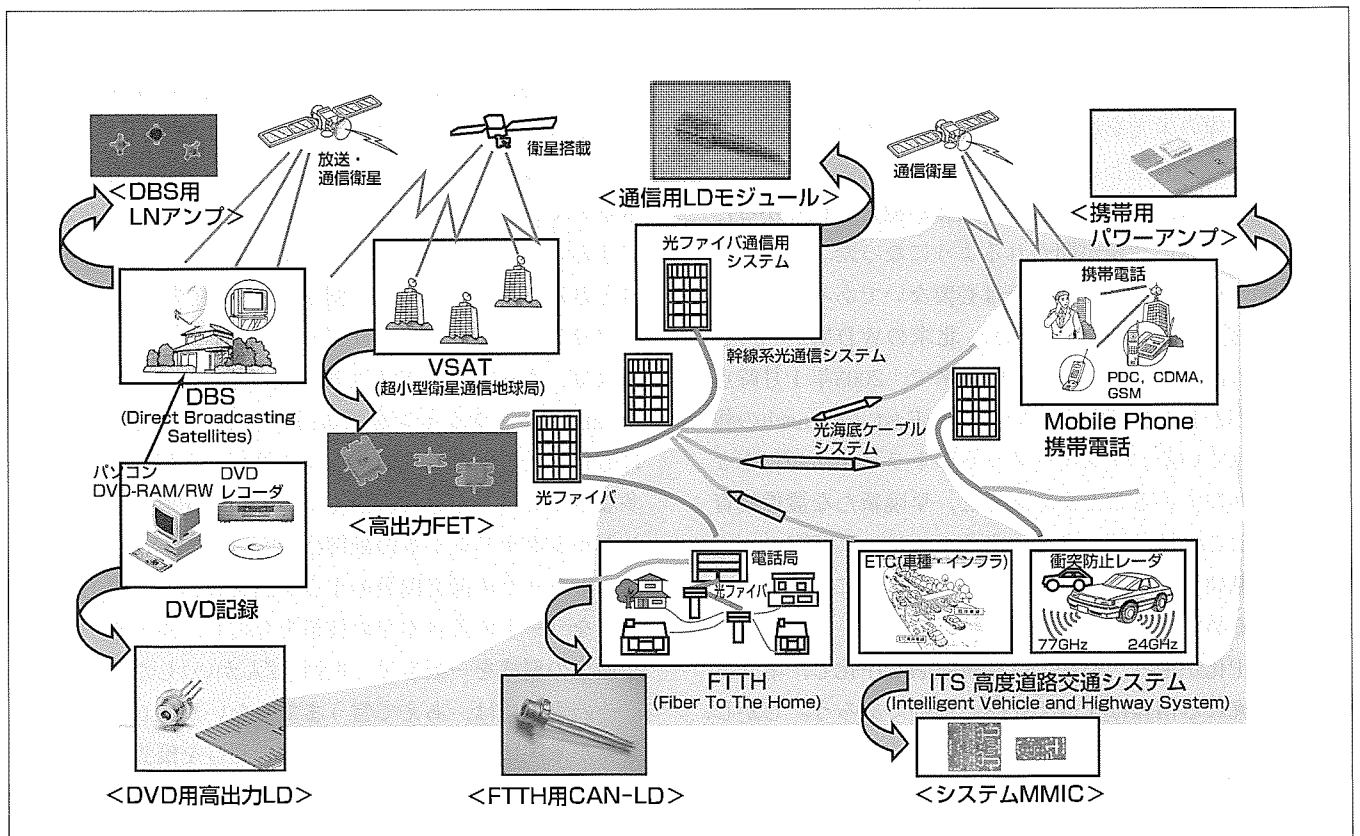 放送・
通信衛星
衛星搭載
通信衛星
<DBS用
LNアンプ>
<通信用LDモジュール>
<携帯用
パワーアンプ>
光ファイバ通信用
システム
携帯電話
PDC, CDMA,
GSM
Mobile Phone
携帯電話
VSAT
(超小型衛星通信地球局)
DBS
(Direct Broadcasting
Satellites)
幹線系光通信システム
光海底ケーブル
システム
パソコン
DVD-RAM/RW
DVD
レコーダ
DVD記録
<高出力FET>
光ファイバ
電話局
光ファイバ
FTTH
(Fiber To The Home)
ETC(車種・インフラ)
衝突防止レーダ
77GHz
24GHz
ITS 高度道路交通システム
(Intelligent Vehicle and Highway System)
<DVD用高出力LD>
<FTTH用CAN-LD>
<システムMMIC>